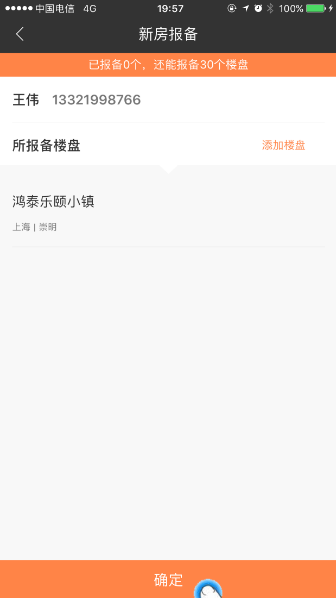 中国电信 4G 19:57 100%
新房报备
已报备0个，还能报备30个楼盘
王伟 13321998766
所报备楼盘 添加楼盘
鸿泰乐颐小镇
上海 | 崇明
确定